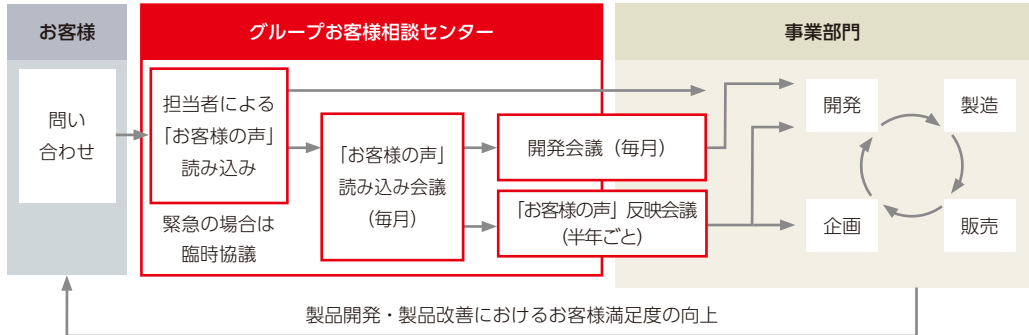 お客様
グループお客様相談センター
事業部門
問い
合わせ
担当者による
「お客様の声」
読み込み
緊急の場合は
臨時協議
「お客様の声」
読み込み会議
（毎月）
開発会議（毎月）
「お客様の声」反映会議
（半年ごと）
開発
製造
企画
販売
製品開発・製品改善におけるお客様満足度の向上